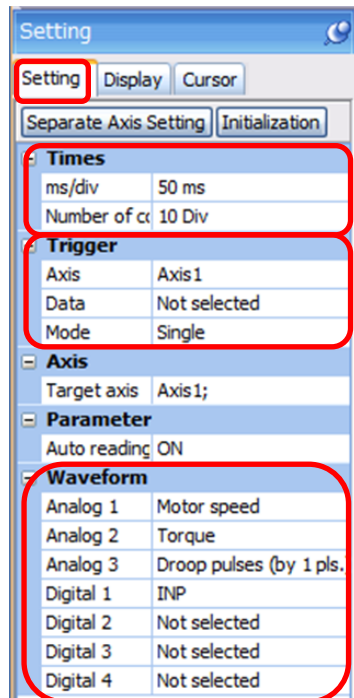 Setting
Setting Display Cursor
Separate Axis Setting Initialization
Times
ms/div 50 ms
Number of co 10 Div
Trigger
Axis Axis1
Data Not selected
Mode Single
Axis
Target axis Axis1;
Parameter
Auto reading ON
Waveform
Analog 1 Motor speed
Analog 2 Torque
Analog 3 Droop pulses (by 1 pls.)
Digital 1 INP
Digital 2 Not selected
Digital 3 Not selected
Digital 4 Not selected